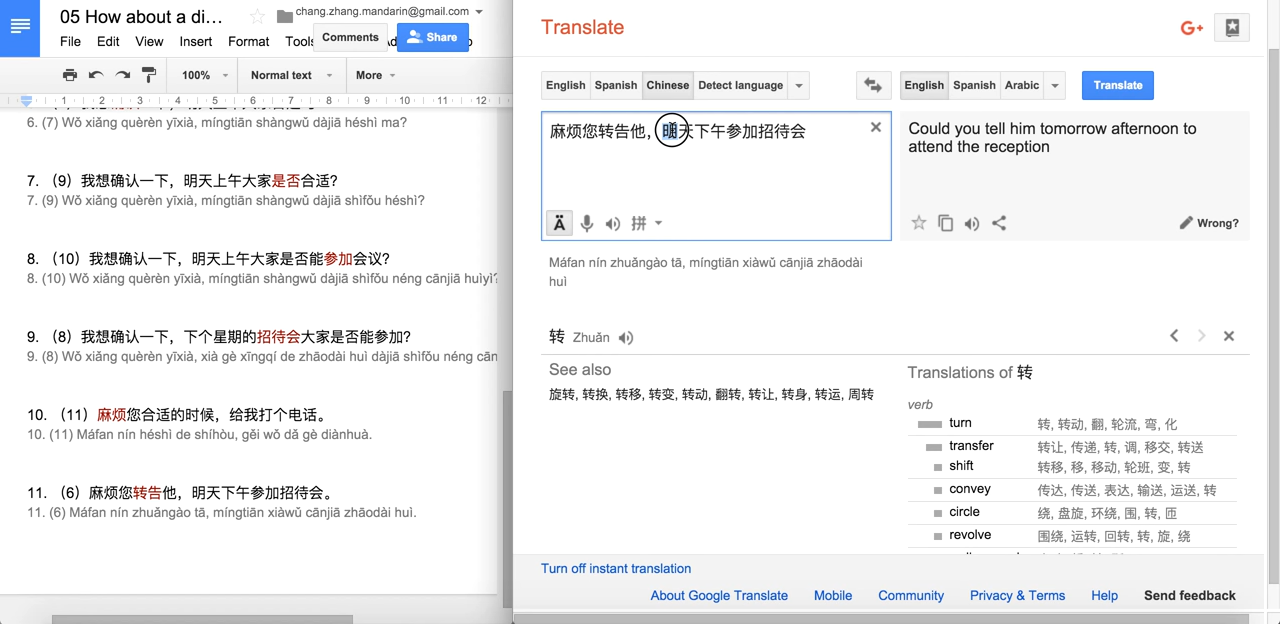 05 How about a di...
chang.zhang.mandarin@gmail.com
File Edit View Insert Format Tools
Comments
Share
100% Normal text More
1 2 3 4 5 6 7 8 9 10 11 12
6. (7) Wǒ xiǎng quèrèn yīxià, míngtiān shàngwǔ dàjiā héshì ma?
7. （9）我想确认一下，明天上午大家是否合适？
7. (9) Wǒ xiǎng quèrèn yīxià, míngtiān shàngwǔ dàjiā shìfǒu héshì?
8. （10）我想确认一下，明天上午大家是否能参加会议？
8. (10) Wǒ xiǎng quèrèn yīxià, míngtiān shàngwǔ dàjiā shìfǒu néng cānjiā huìyì?
9. （8）我想确认一下，下个星期的招待会大家是否能参加？
9. (8) Wǒ xiǎng quèrèn yīxià, xià gè xīngqí de zhāodài huì dàjiā shìfǒu néng cān
10. （11）麻烦您合适的时候，给我打个电话。
10. (11) Máfan nín héshì de shíhòu, gěi wǒ dǎ gè diànhuà.
11. （6）麻烦您转告他，明天下午参加招待会。
11. (6) Máfan nín zhuǎngào tā, míngtiān xiàwǔ cānjiā zhāodài huì.
Translate
G+
English Spanish Chinese Detect language
English Spanish Arabic
Translate
麻烦您转告他，明天下午参加招待会
Ä
拼
Máfan nín zhuǎngào tā, míngtiān xiàwǔ cānjiā zhāodài
huì
Could you tell him tomorrow afternoon to
attend the reception
Wrong?
转 Zhuǎn
See also
旋转, 转换, 转移, 转变, 转动, 翻转, 转让, 转身, 转运, 周转
Translations of 转
verb
turn 转, 转动, 翻, 轮流, 弯, 化
transfer 转让, 传递, 转, 调, 移交, 转送
shift 转移, 移, 移动, 轮班, 变, 转
convey 传达, 传送, 表达, 输送, 运送, 转
circle 绕, 盘旋, 环绕, 围, 转, 匝
revolve 围绕, 运转, 回转, 转, 旋, 绕
Turn off instant translation
About Google Translate Mobile Community Privacy & Terms Help Send feedback